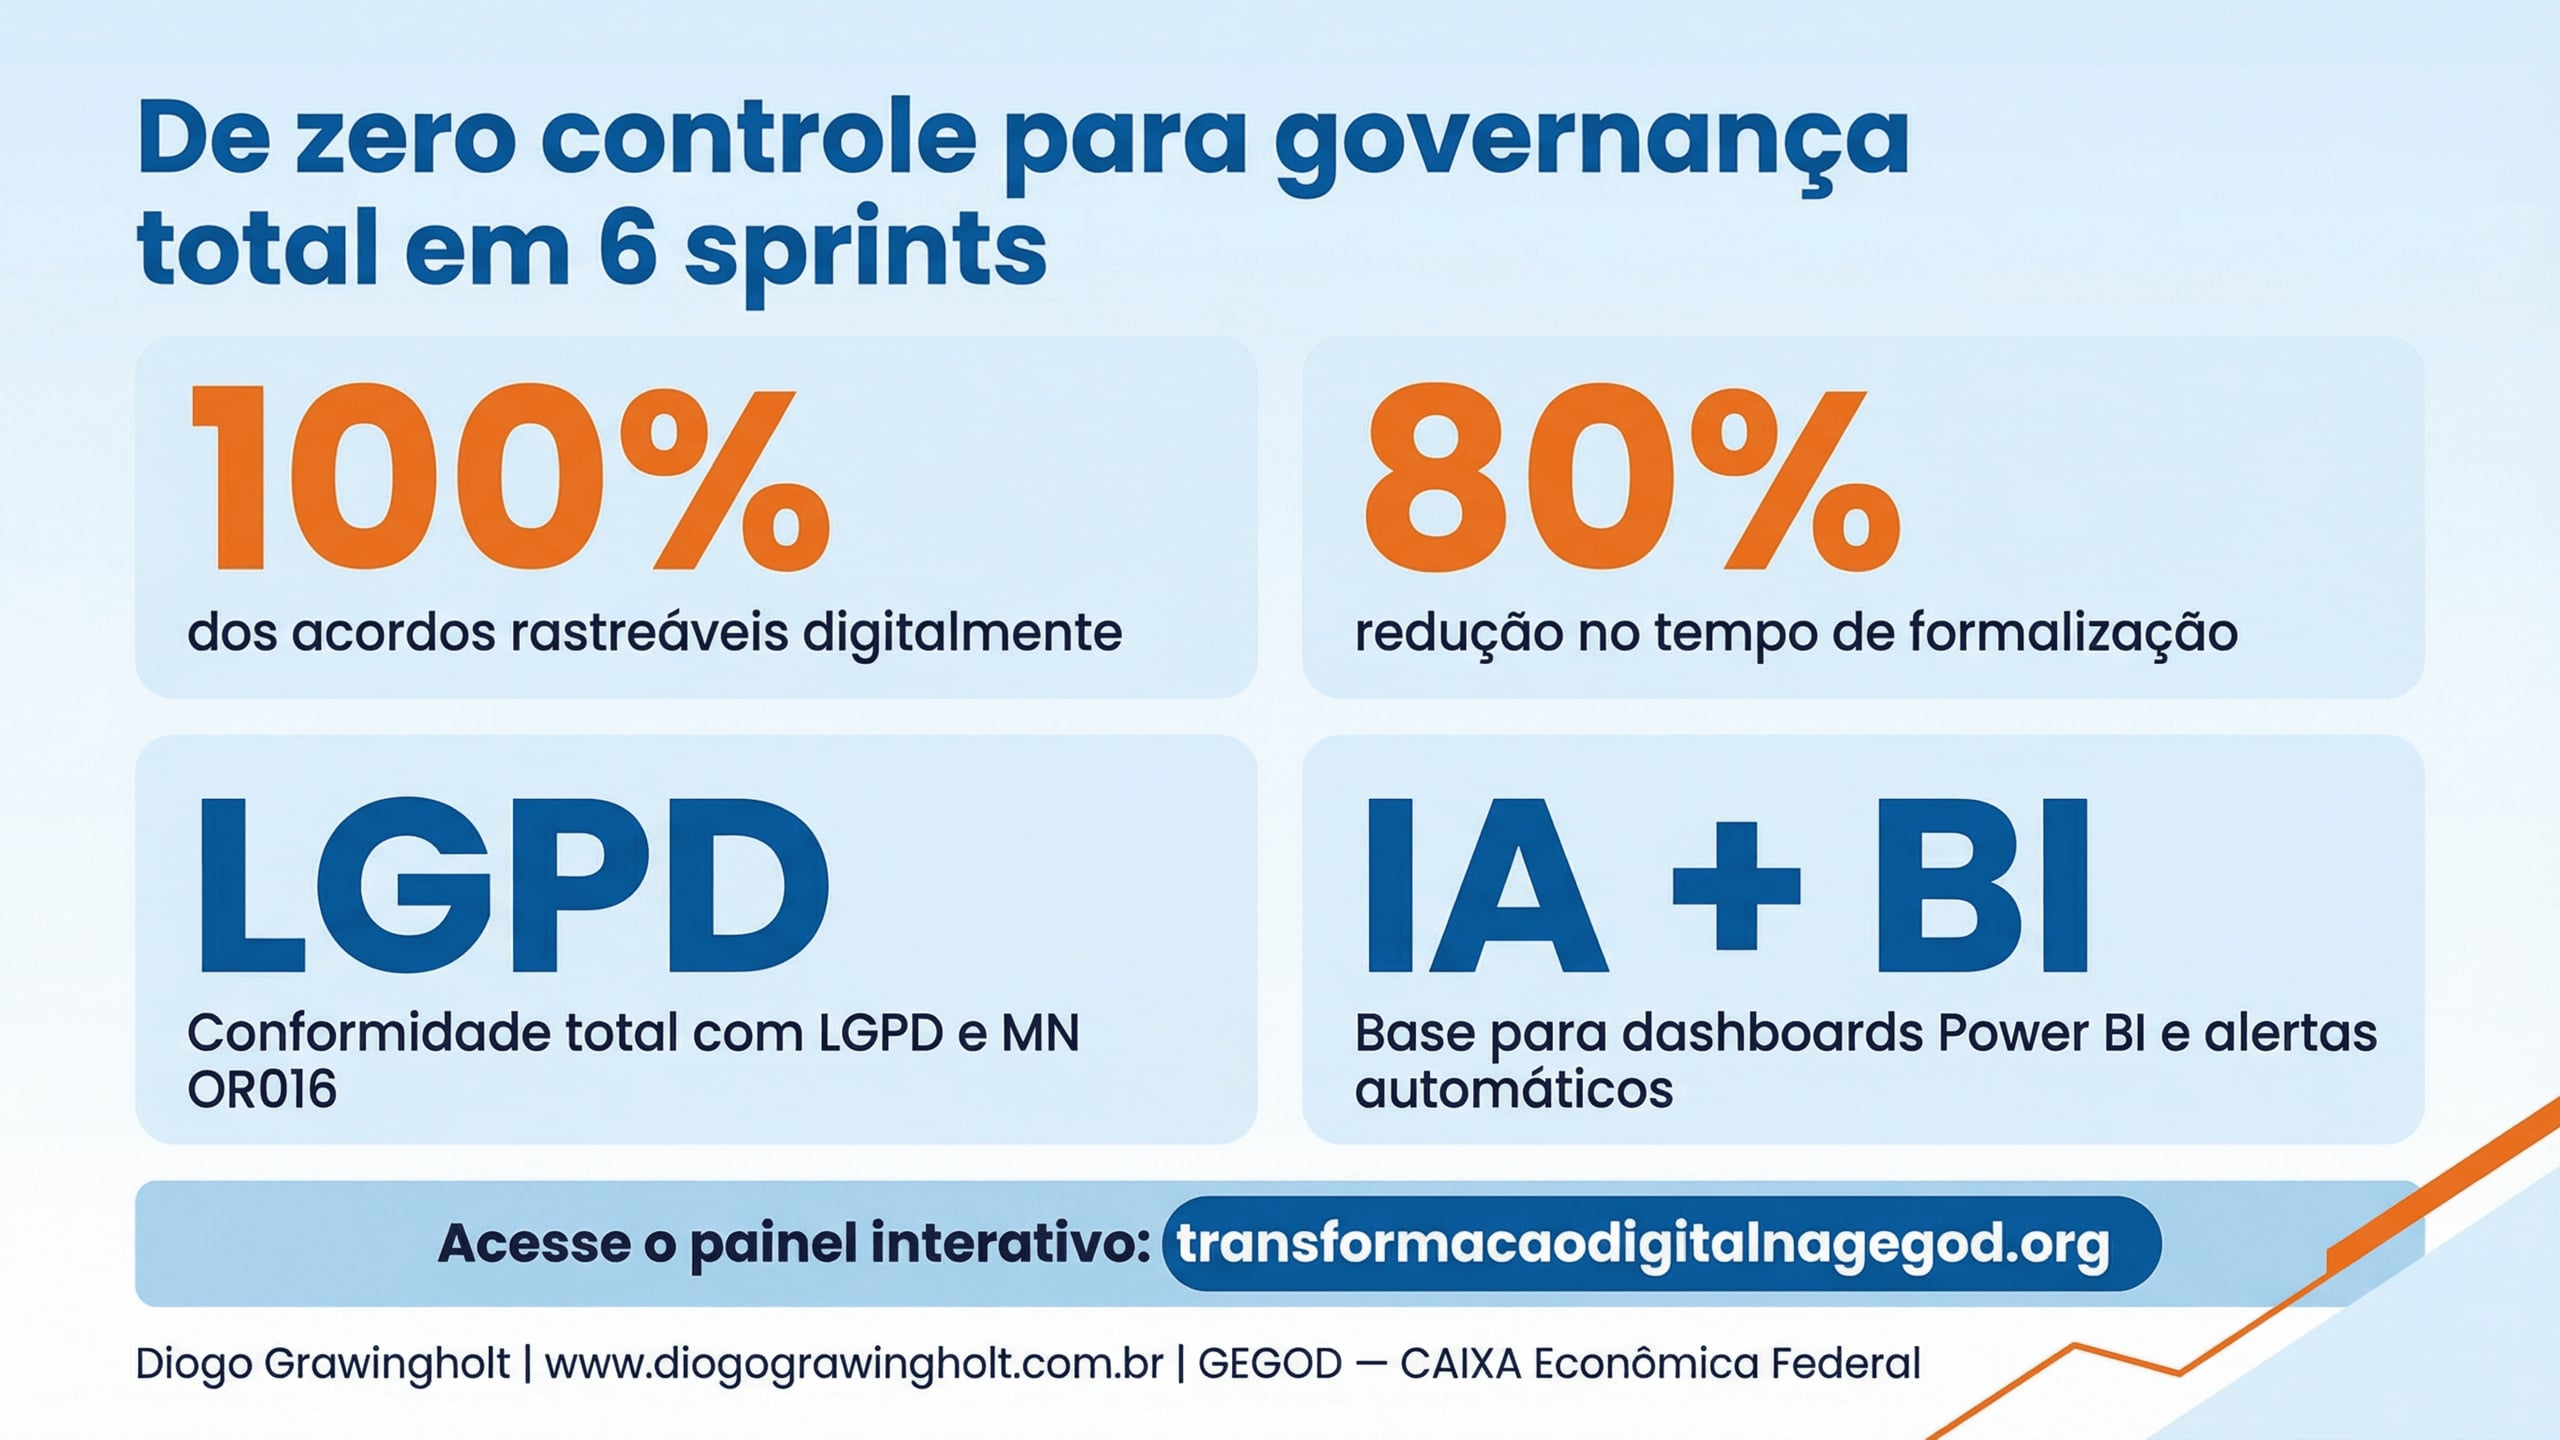 De zero controle para governança
total em 6 sprints
100%
dos acordos rastreáveis digitalmente
80%
redução no tempo de formalização
LGPD
Conformidade total com LGPD e MN
OR016
IA + BI
Base para dashboards Power BI e alertas
automáticos
Acesse o painel interativo: transformacaodigitalnagegod.org
Diogo Grawingholt | www.diogograwingholt.com.br | GEGOD — CAIXA Econômica Federal